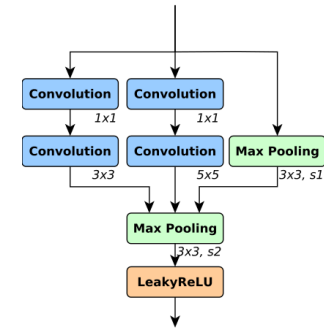 Convolution Convolution
1x1 1x1
Convolution Convolution Max Pooling
3x3 5x5 3x3, s1
Max Pooling
3x3, s2
LeakyReLU